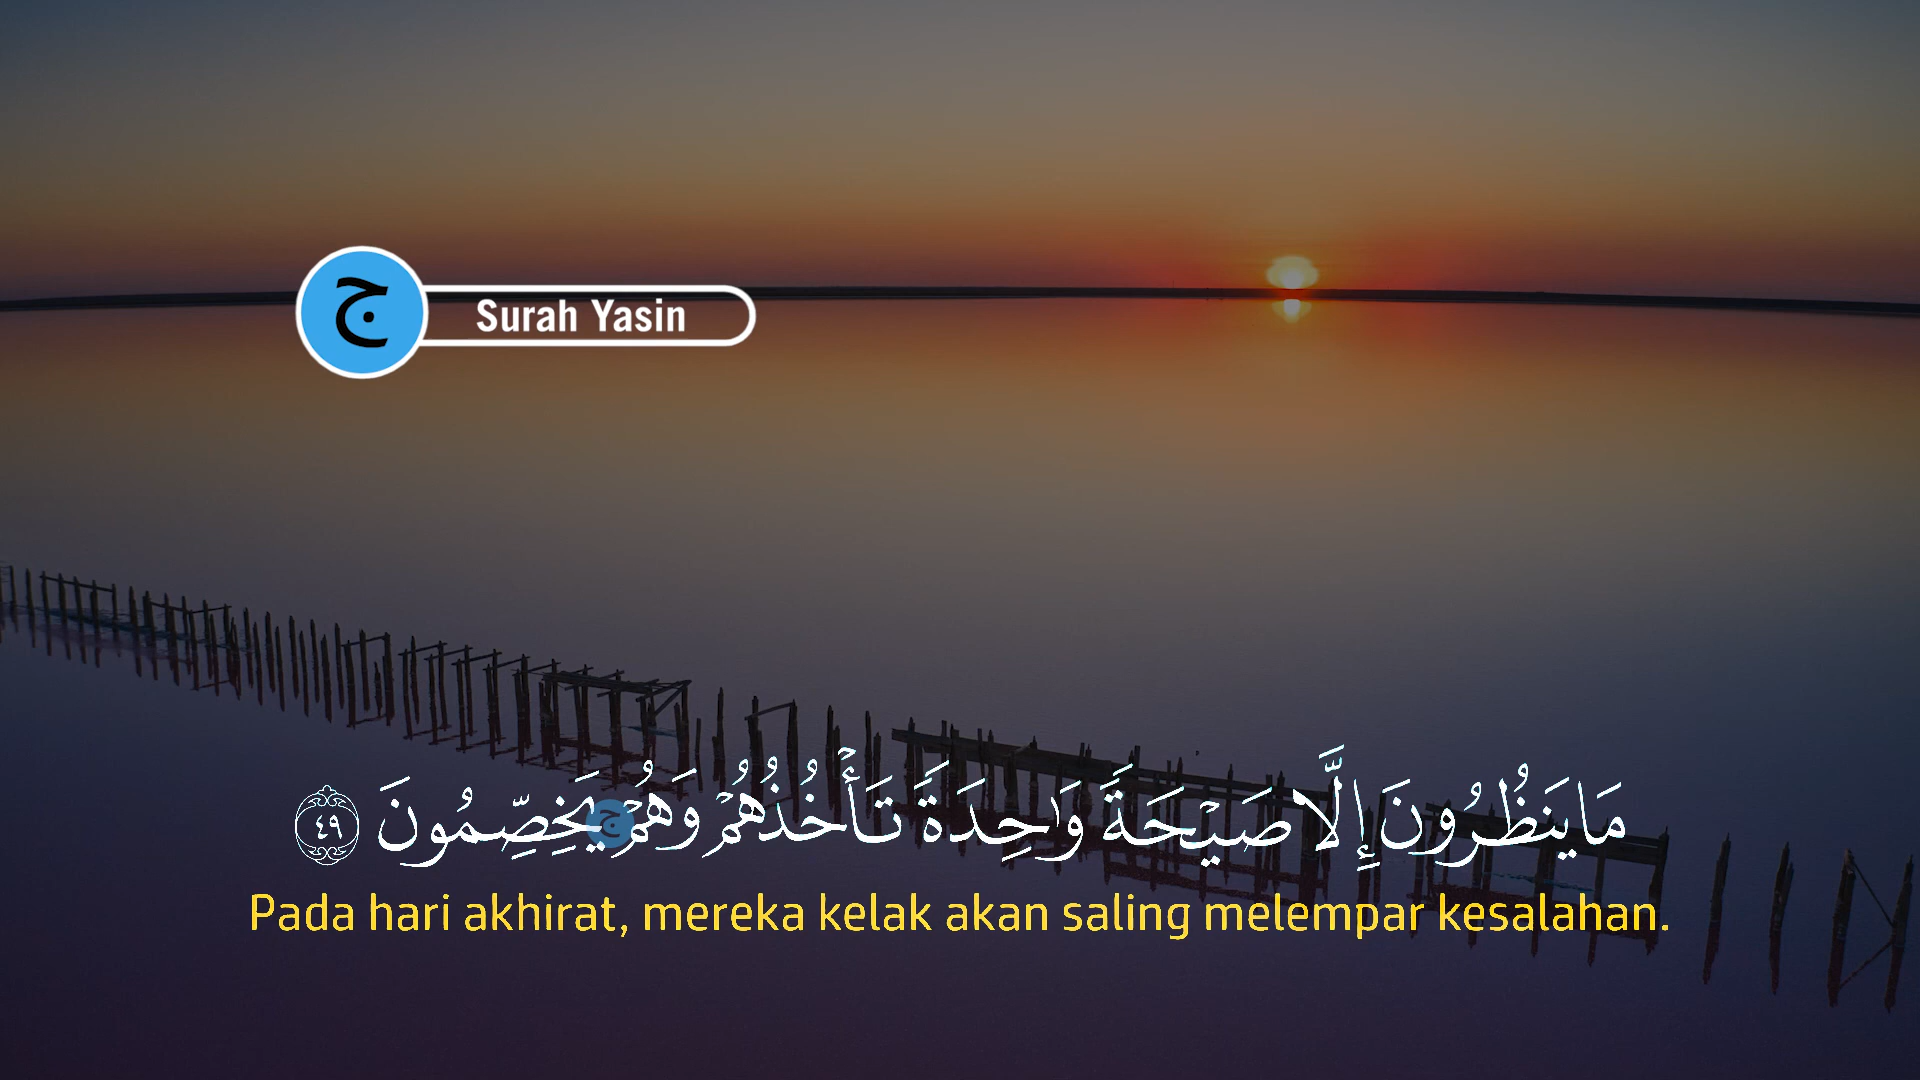 ج
Surah Yasin
مَا يَنظُرُونَ إِلَّا صَيْحَةً وَاحِدَةً تَأْخُذُهُمْ وَهُمْ يَخِصِّمُونَ ٤٩
ج
Pada hari akhirat, mereka kelak akan saling melempar kesalahan.